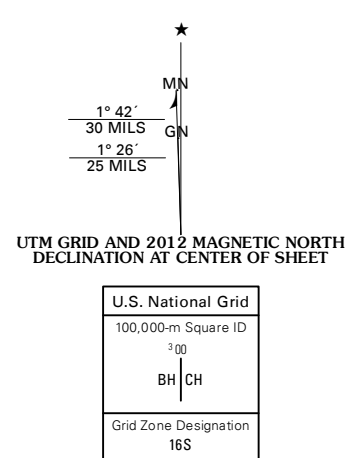 ★
MN
1° 42´
30 MILS
GN
1° 26´
25 MILS
UTM GRID AND 2012 MAGNETIC NORTH
DECLINATION AT CENTER OF SHEET
U.S. National Grid
100,000-m Square ID
³00
BH CH
Grid Zone Designation
16S